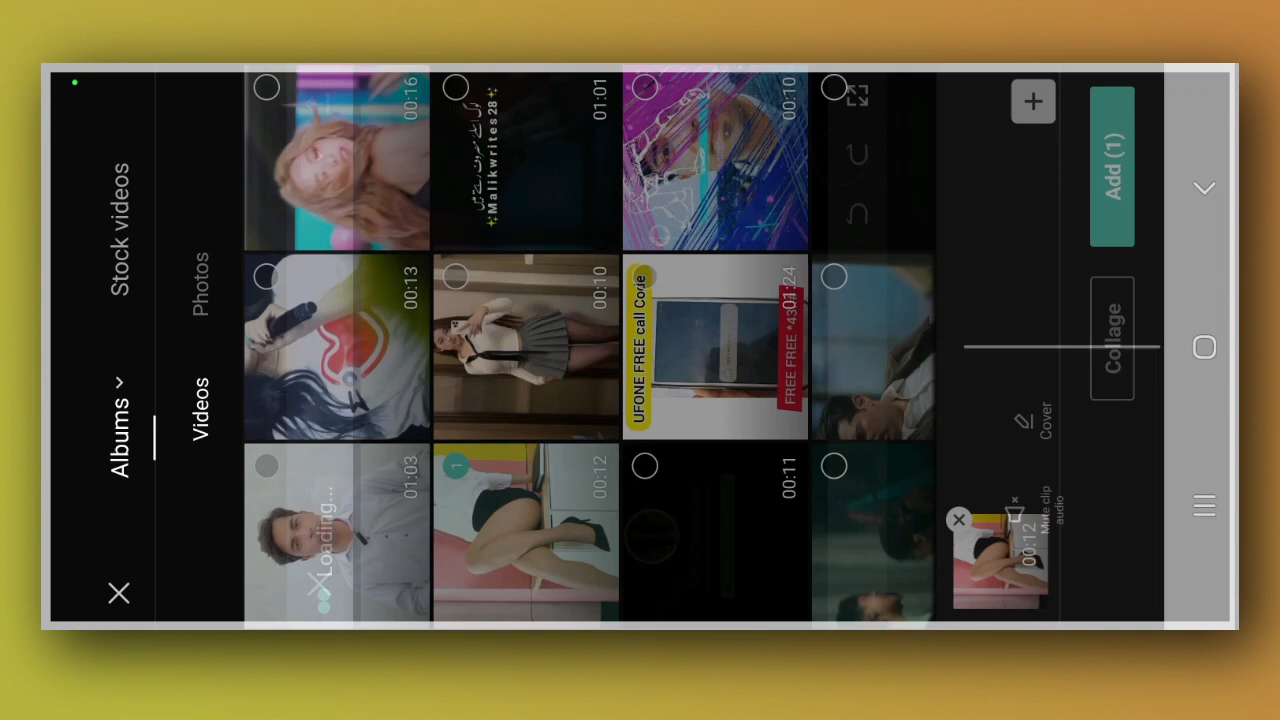 Albums Stock videos
Videos Photos
Loading...
01:03 00:13 00:16
1
✨Malikwrites28✨
00:12 00:10 01:01
UFONE FREE call Code
FREE FREE
00:11 01:24 00:10
00:12
Mute clip
audio
Cover
Collage Add (1)